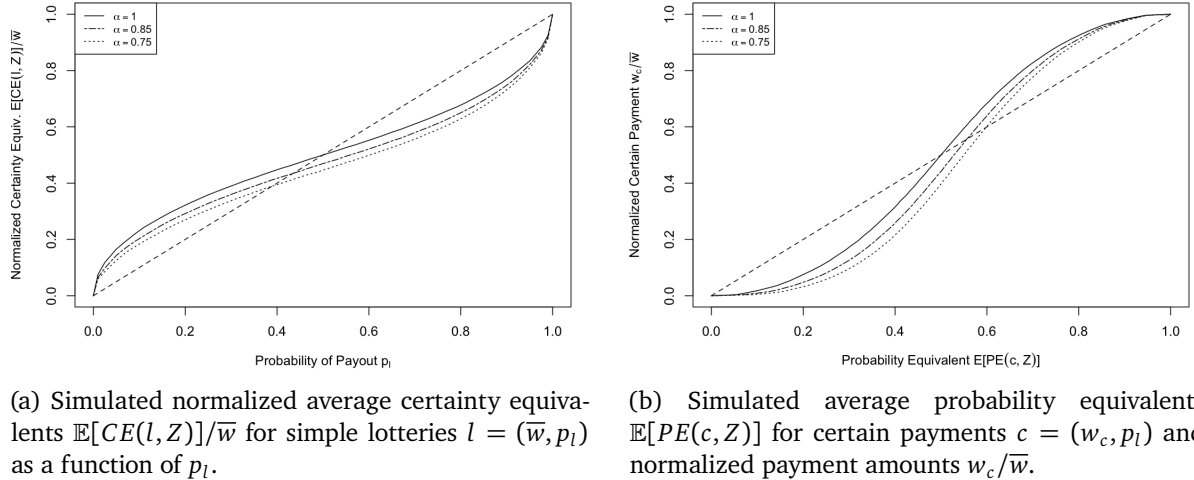 α = 1
α = 0.85
α = 0.75
Normalized Certainty Equiv. E[CE(l, Z)]/w̅
0.0 0.2 0.4 0.6 0.8 1.0
0.0 0.2 0.4 0.6 0.8 1.0
Probability of Payout pₗ
(a) Simulated normalized average certainty equiva-
lents 𝔼[CE(l, Z)]/w̅ for simple lotteries l = (w̅, pₗ)
as a function of pₗ.
α = 1
α = 0.85
α = 0.75
Normalized Certain Payment w_c/w̅
0.0 0.2 0.4 0.6 0.8 1.0
0.0 0.2 0.4 0.6 0.8 1.0
Probability Equivalent E[PE(c, Z)]
(b) Simulated average probability equivalent
𝔼[PE(c, Z)] for certain payments c = (w_c, pₗ) and
normalized payment amounts w_c/w̅.